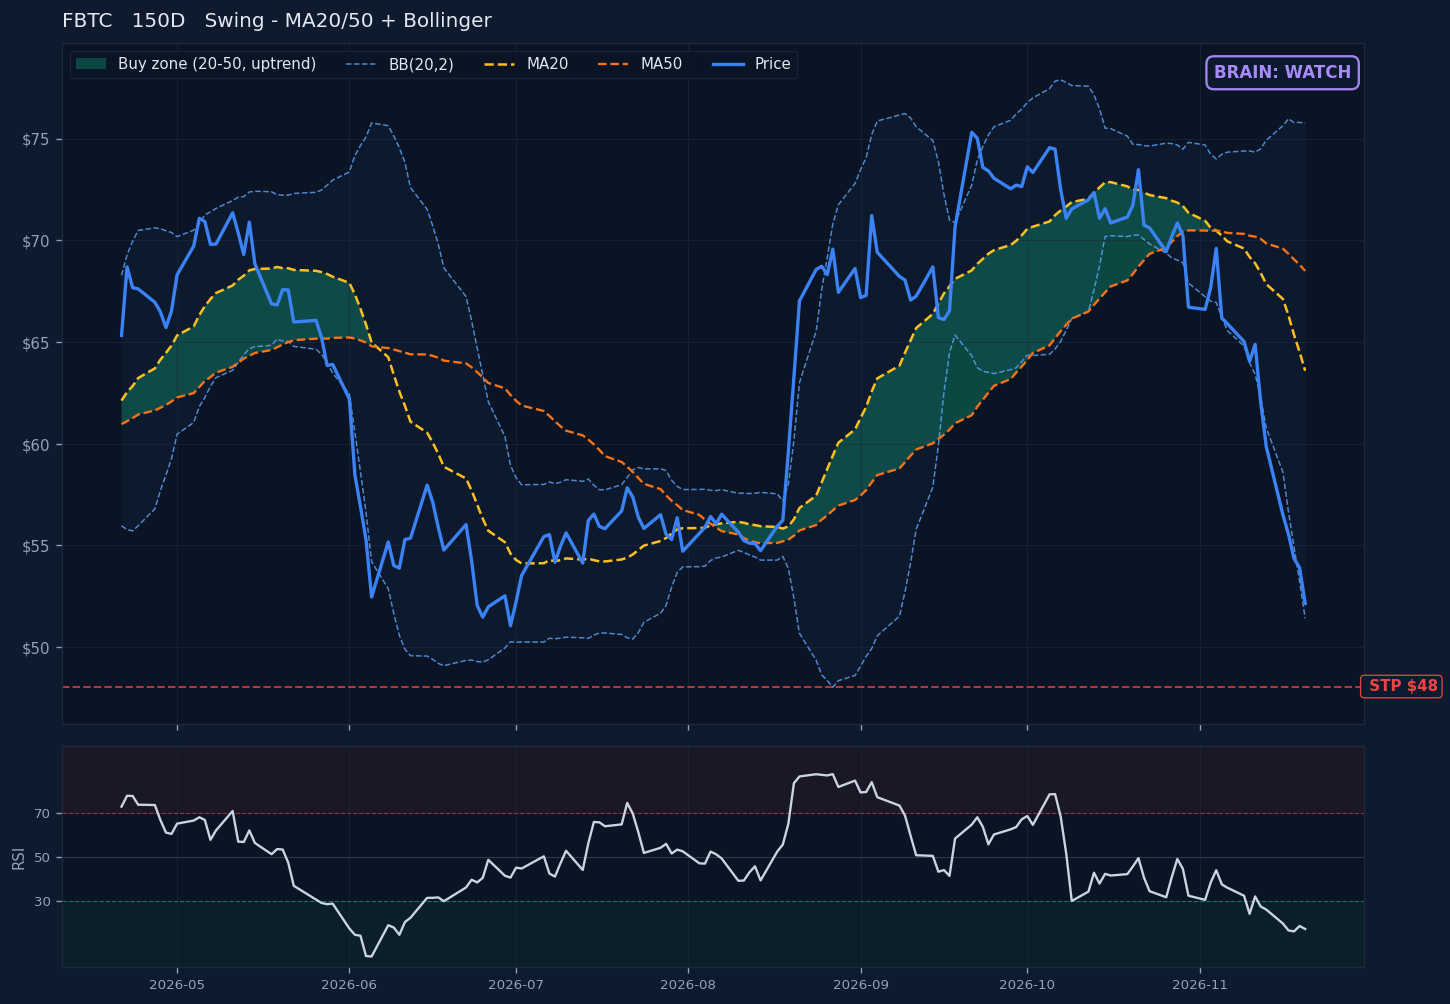 FBTC   150D   Swing - MA20/50 + Bollinger
Buy zone (20-50, uptrend)   BB(20,2)   MA20   MA50   Price
BRAIN: WATCH
$75
$70
$65
$60
$55
$50
STP $48
70
50
30
RSI
2026-05   2026-06   2026-07   2026-08   2026-09   2026-10   2026-11